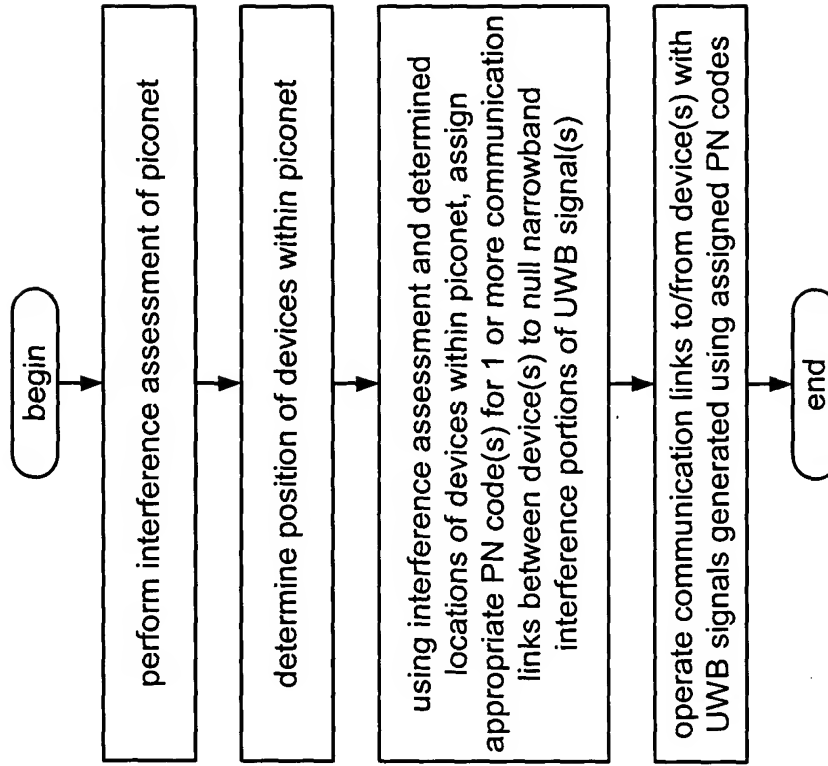 begin
perform interference assessment of piconet
determine position of devices within piconet
using interference assessment and determined
locations of devices within piconet, assign
appropriate PN code(s) for 1 or more communication
links between device(s) to null narrowband
interference portions of UWB signal(s)
operate communication links to/from device(s) with
UWB signals generated using assigned PN codes
end